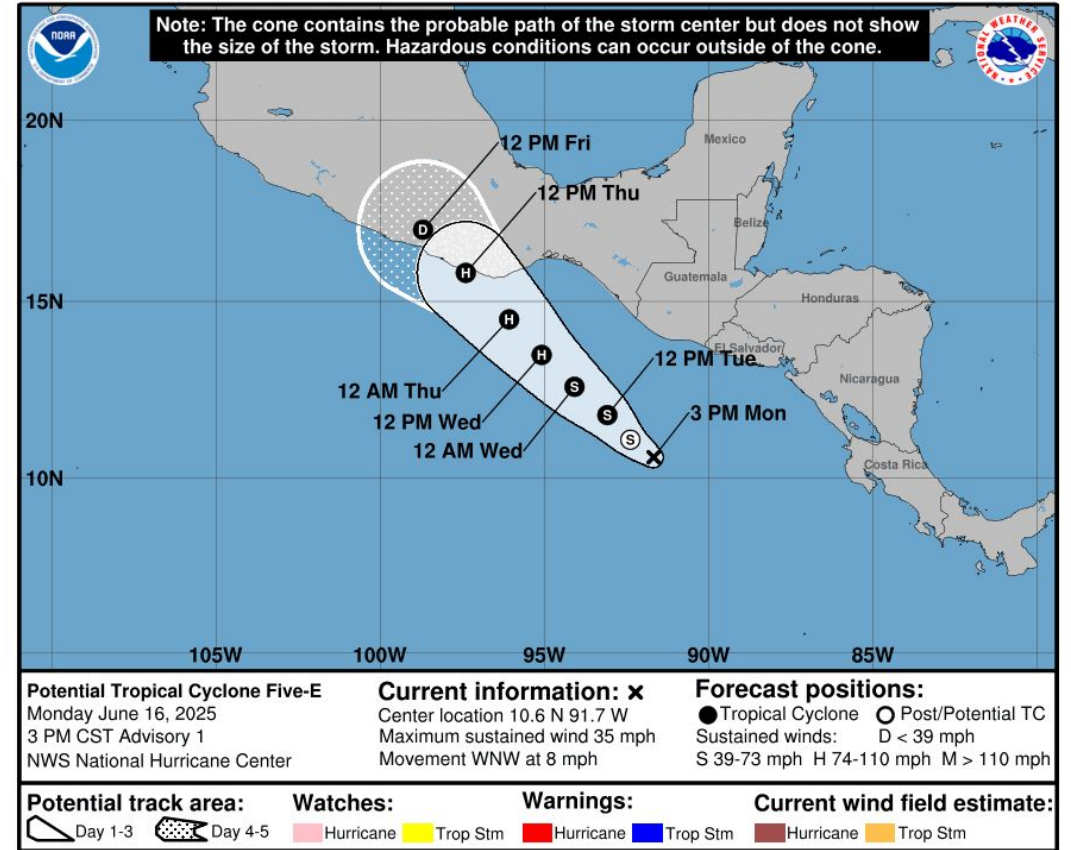 Note: The cone contains the probable path of the storm center but does not show
the size of the storm. Hazardous conditions can occur outside of the cone.
NOAA
NATIONAL WEATHER SERVICE
20N
15N
10N
105W
100W
95W
90W
85W
Mexico
Belize
Guatemala
Honduras
El Salvador
Nicaragua
Costa Rica
12 PM Fri
12 PM Thu
12 AM Thu
12 PM Wed
12 AM Wed
12 PM Tue
3 PM Mon
D
H
H
H
S
S
S
Potential Tropical Cyclone Five-E
Monday June 16, 2025
3 PM CST Advisory 1
NWS National Hurricane Center
Current information: x
Center location 10.6 N 91.7 W
Maximum sustained wind 35 mph
Movement WNW at 8 mph
Forecast positions:
Tropical Cyclone Post/Potential TC
Sustained winds: D < 39 mph
S 39-73 mph H 74-110 mph M > 110 mph
Potential track area:
Day 1-3 Day 4-5
Watches:
Hurricane Trop Stm
Warnings:
Hurricane Trop Stm
Current wind field estimate:
Hurricane Trop Stm